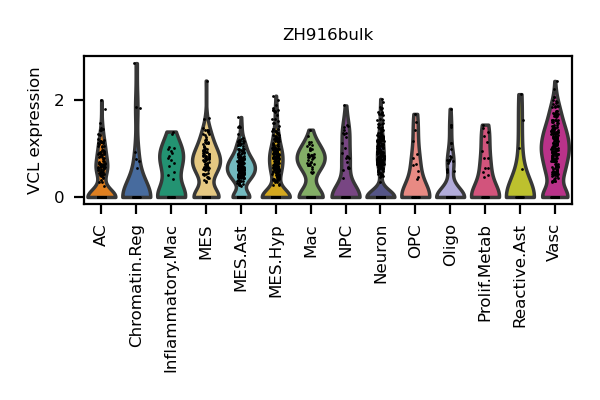 ZH916bulk
VCL expression
2
0
AC
Chromatin.Reg
Inflammatory.Mac
MES
MES.Ast
MES.Hyp
Mac
NPC
Neuron
OPC
Oligo
Prolif.Metab
Reactive.Ast
Vasc